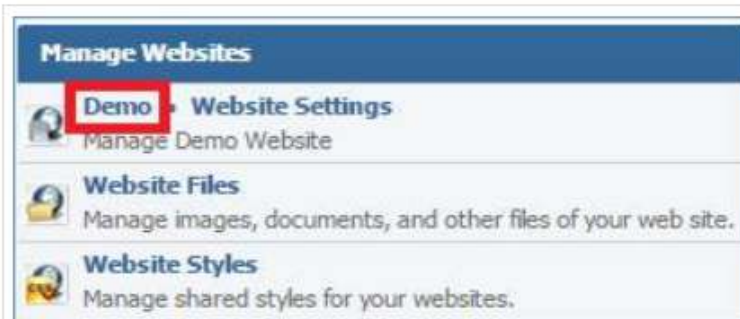 Manage Websites
Demo • Website Settings
Manage Demo Website
Website Files
Manage images, documents, and other files of your web site.
Website Styles
Manage shared styles for your websites.